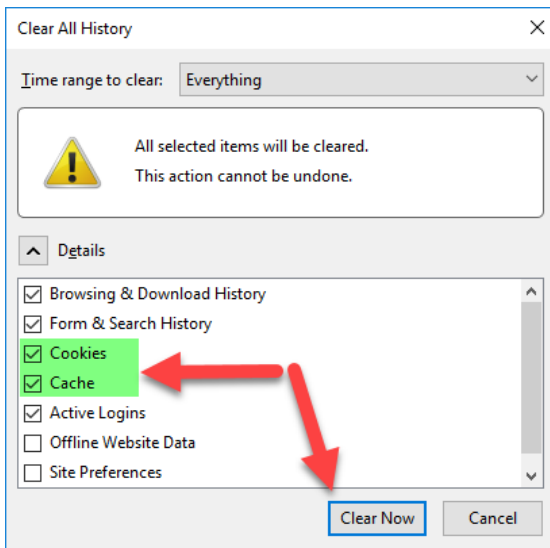 Clear All History
Time range to clear: Everything
All selected items will be cleared.
This action cannot be undone.
Details
Browsing & Download History
Form & Search History
Cookies
Cache
Active Logins
Offline Website Data
Site Preferences
Clear Now Cancel